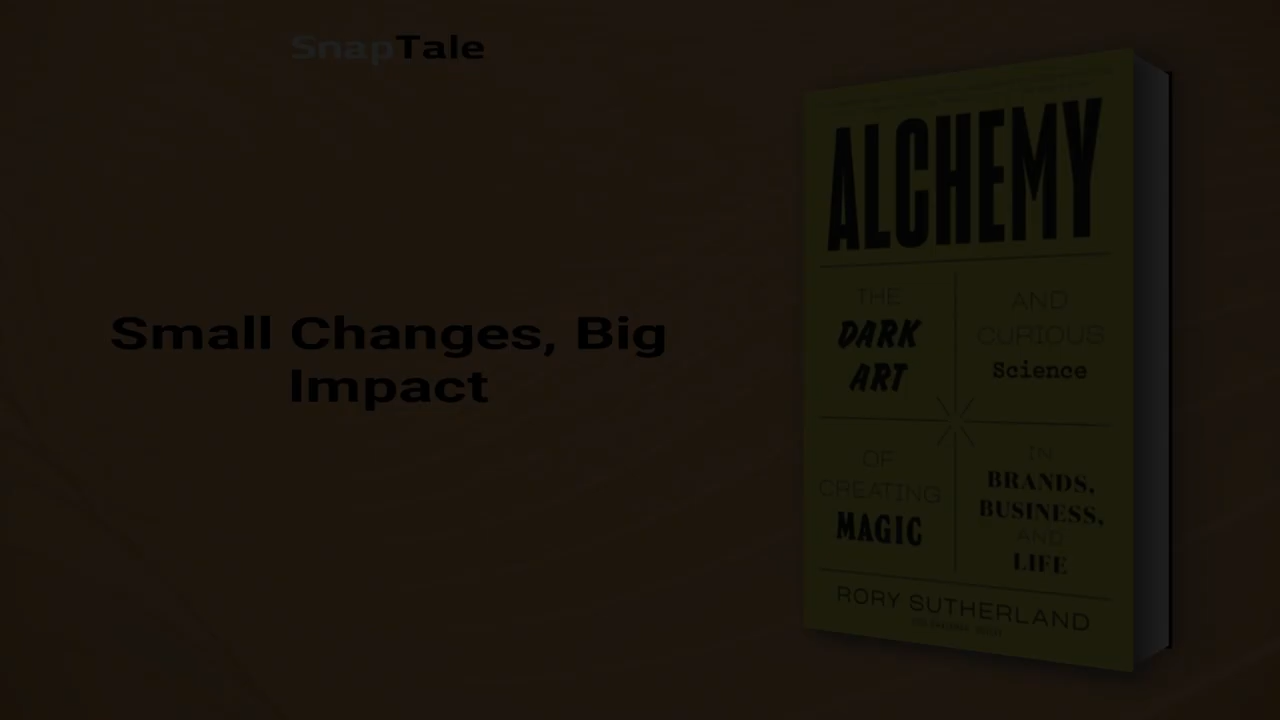 SnapTale
Small Changes, Big
Impact
ALCHEMY
THE
DARK
ART
AND
CURIOUS
Science
OF
CREATING
MAGIC
IN
BRANDS,
BUSINESS,
AND
LIFE
RORY SUTHERLAND